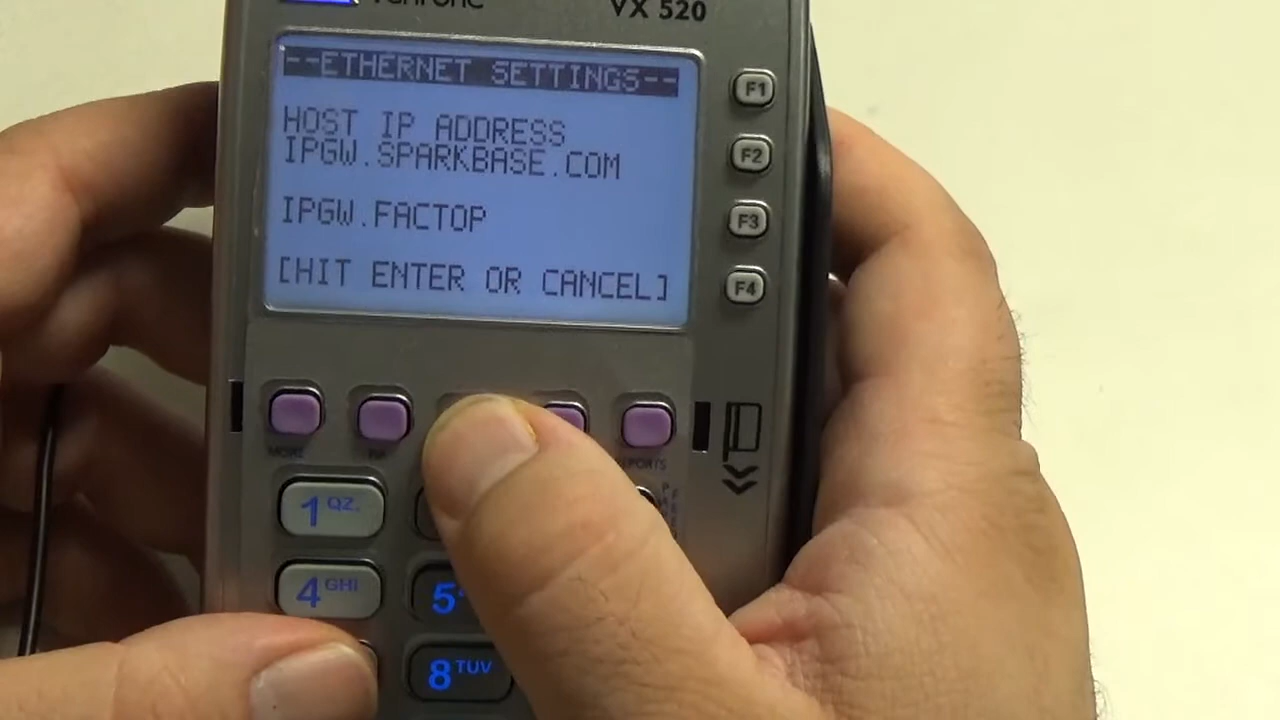 VX 520
--ETHERNET SETTINGS--
HOST IP ADDRESS
IPGW.SPARKBASE.COM
IPGW.FACTOP
[HIT ENTER OR CANCEL]
F1
F2
F3
F4
MORE
1 QZ.
4 GHI
5
8 TUV